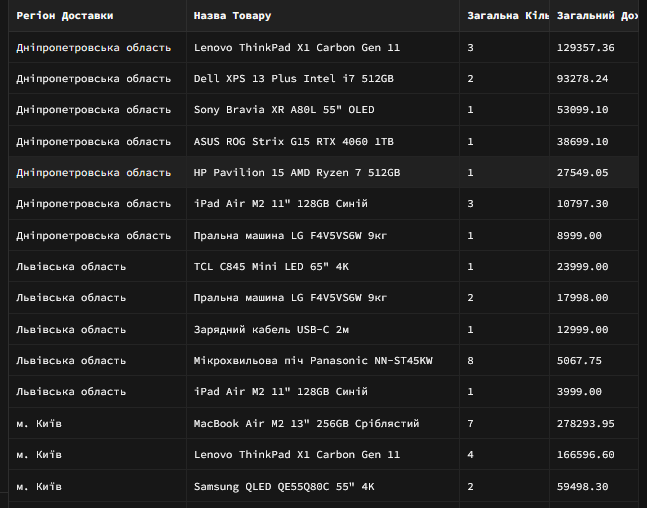 Регіон Доставки Назва Товару Загальна Кіль Загальний До
Дніпропетровська область Lenovo ThinkPad X1 Carbon Gen 11 3 129357.36
Дніпропетровська область Dell XPS 13 Plus Intel i7 512GB 2 93278.24
Дніпропетровська область Sony Bravia XR A80L 55" OLED 1 53099.10
Дніпропетровська область ASUS ROG Strix G15 RTX 4060 1TB 1 38699.10
Дніпропетровська область HP Pavilion 15 AMD Ryzen 7 512GB 1 27549.05
Дніпропетровська область iPad Air M2 11" 128GB Синій 3 10797.30
Дніпропетровська область Пральна машина LG F4V5VS6W 9кг 1 8999.00
Львівська область TCL C845 Mini LED 65" 4K 1 23999.00
Львівська область Пральна машина LG F4V5VS6W 9кг 2 17998.00
Львівська область Зарядний кабель USB-C 2м 1 12999.00
Львівська область Мікрохвильова піч Panasonic NN-ST45KW 8 5067.75
Львівська область iPad Air M2 11" 128GB Синій 1 3999.00
м. Київ MacBook Air M2 13" 256GB Сріблястий 7 278293.95
м. Київ Lenovo ThinkPad X1 Carbon Gen 11 4 166596.60
м. Київ Samsung QLED QE55Q80C 55" 4K 2 59498.30